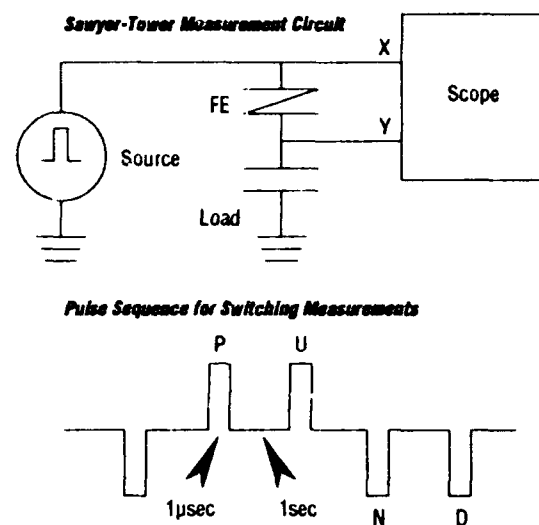 Sawyer-Tower Measurement Circuit
X
FE
Scope
Y
Source
Load
Pulse Sequence for Switching Measurements
P U
1µsec 1sec
N D